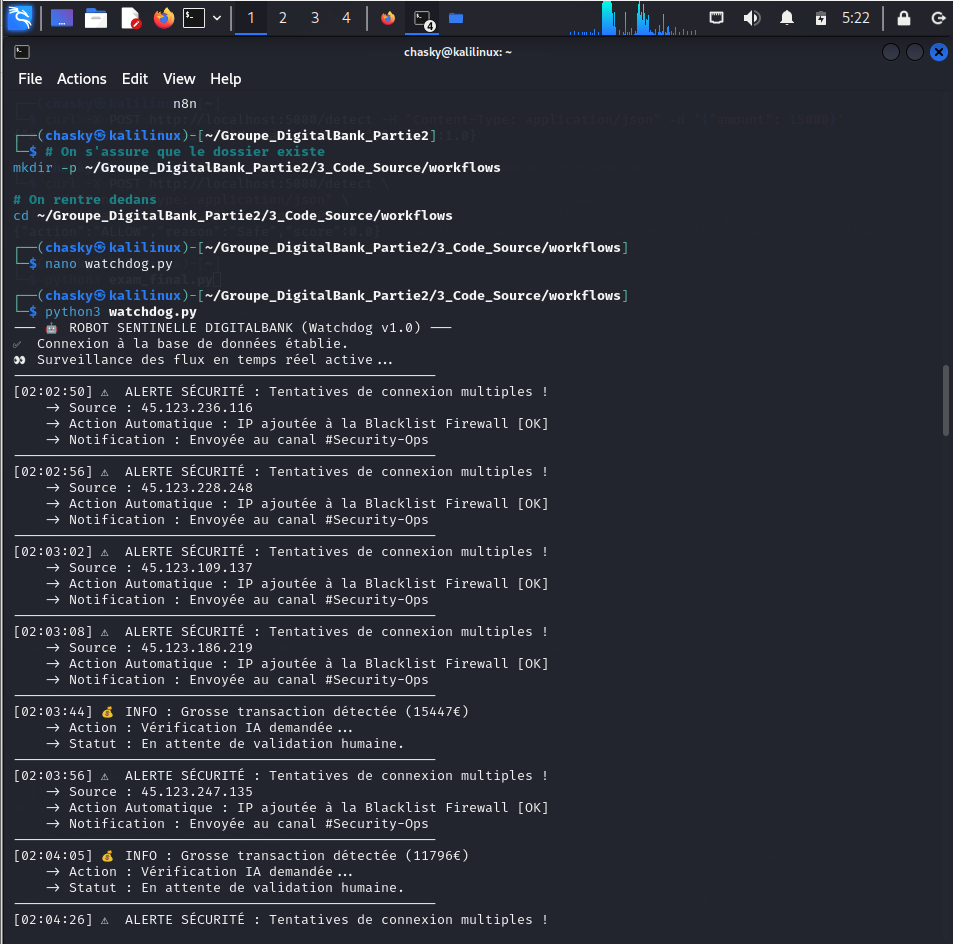 1 2 3 4 4 5:22
chasky@kalilinux: ~
File Actions Edit View Help
n8n
(chasky㉿kalilinux)-[~/Groupe_DigitalBank_Partie2]
$ # On s'assure que le dossier existe
mkdir -p ~/Groupe_DigitalBank_Partie2/3_Code_Source/workflows
# On rentre dedans
cd ~/Groupe_DigitalBank_Partie2/3_Code_Source/workflows
(chasky㉿kalilinux)-[~/Groupe_DigitalBank_Partie2/3_Code_Source/workflows]
$ nano watchdog.py
(chasky㉿kalilinux)-[~/Groupe_DigitalBank_Partie2/3_Code_Source/workflows]
$ python3 watchdog.py
--- 🤖 ROBOT SENTINELLE DIGITALBANK (Watchdog v1.0) ---
✅ Connexion à la base de données établie.
👀 Surveillance des flux en temps réel active...
[02:02:50] ⚠ ALERTE SÉCURITÉ : Tentatives de connexion multiples !
-> Source : 45.123.236.116
-> Action Automatique : IP ajoutée à la Blacklist Firewall [OK]
-> Notification : Envoyée au canal #Security-Ops
[02:02:56] ⚠ ALERTE SÉCURITÉ : Tentatives de connexion multiples !
-> Source : 45.123.228.248
-> Action Automatique : IP ajoutée à la Blacklist Firewall [OK]
-> Notification : Envoyée au canal #Security-Ops
[02:03:02] ⚠ ALERTE SÉCURITÉ : Tentatives de connexion multiples !
-> Source : 45.123.109.137
-> Action Automatique : IP ajoutée à la Blacklist Firewall [OK]
-> Notification : Envoyée au canal #Security-Ops
[02:03:08] ⚠ ALERTE SÉCURITÉ : Tentatives de connexion multiples !
-> Source : 45.123.186.219
-> Action Automatique : IP ajoutée à la Blacklist Firewall [OK]
-> Notification : Envoyée au canal #Security-Ops
[02:03:44] 💰 INFO : Grosse transaction détectée (15447€)
-> Action : Vérification IA demandée...
-> Statut : En attente de validation humaine.
[02:03:56] ⚠ ALERTE SÉCURITÉ : Tentatives de connexion multiples !
-> Source : 45.123.247.135
-> Action Automatique : IP ajoutée à la Blacklist Firewall [OK]
-> Notification : Envoyée au canal #Security-Ops
[02:04:05] 💰 INFO : Grosse transaction détectée (11796€)
-> Action : Vérification IA demandée...
-> Statut : En attente de validation humaine.
[02:04:26] ⚠ ALERTE SÉCURITÉ : Tentatives de connexion multiples !